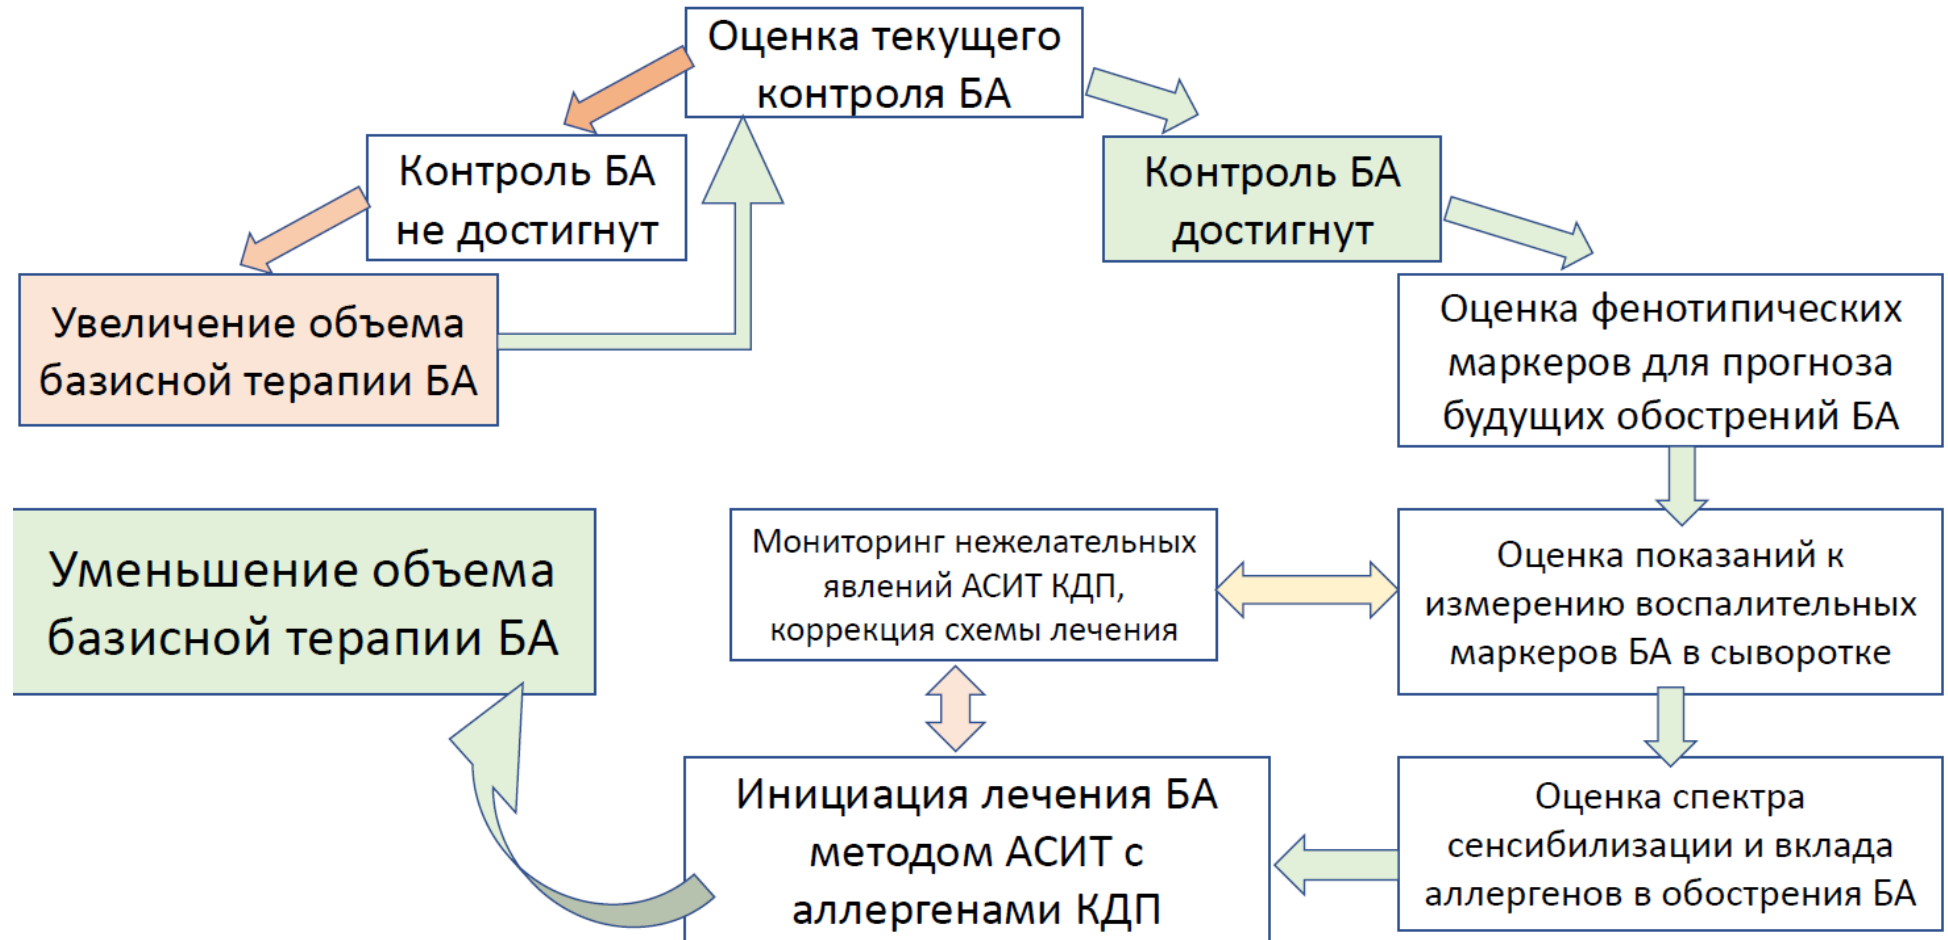 Оценка текущего
контроля БА
Контроль БА
не достигнут
Контроль БА
достигнут
Увеличение объема
базисной терапии БА
Оценка фенотипических
маркеров для прогноза
будущих обострений БА
Уменьшение объема
базисной терапии БА
Мониторинг нежелательных
явлений АСИТ КДП,
коррекция схемы лечения
Оценка показаний к
измерению воспалительных
маркеров БА в сыворотке
Инициация лечения БА
методом АСИТ с
аллергенами КДП
Оценка спектра
сенсибилизации и вклада
аллергенов в обострения БА